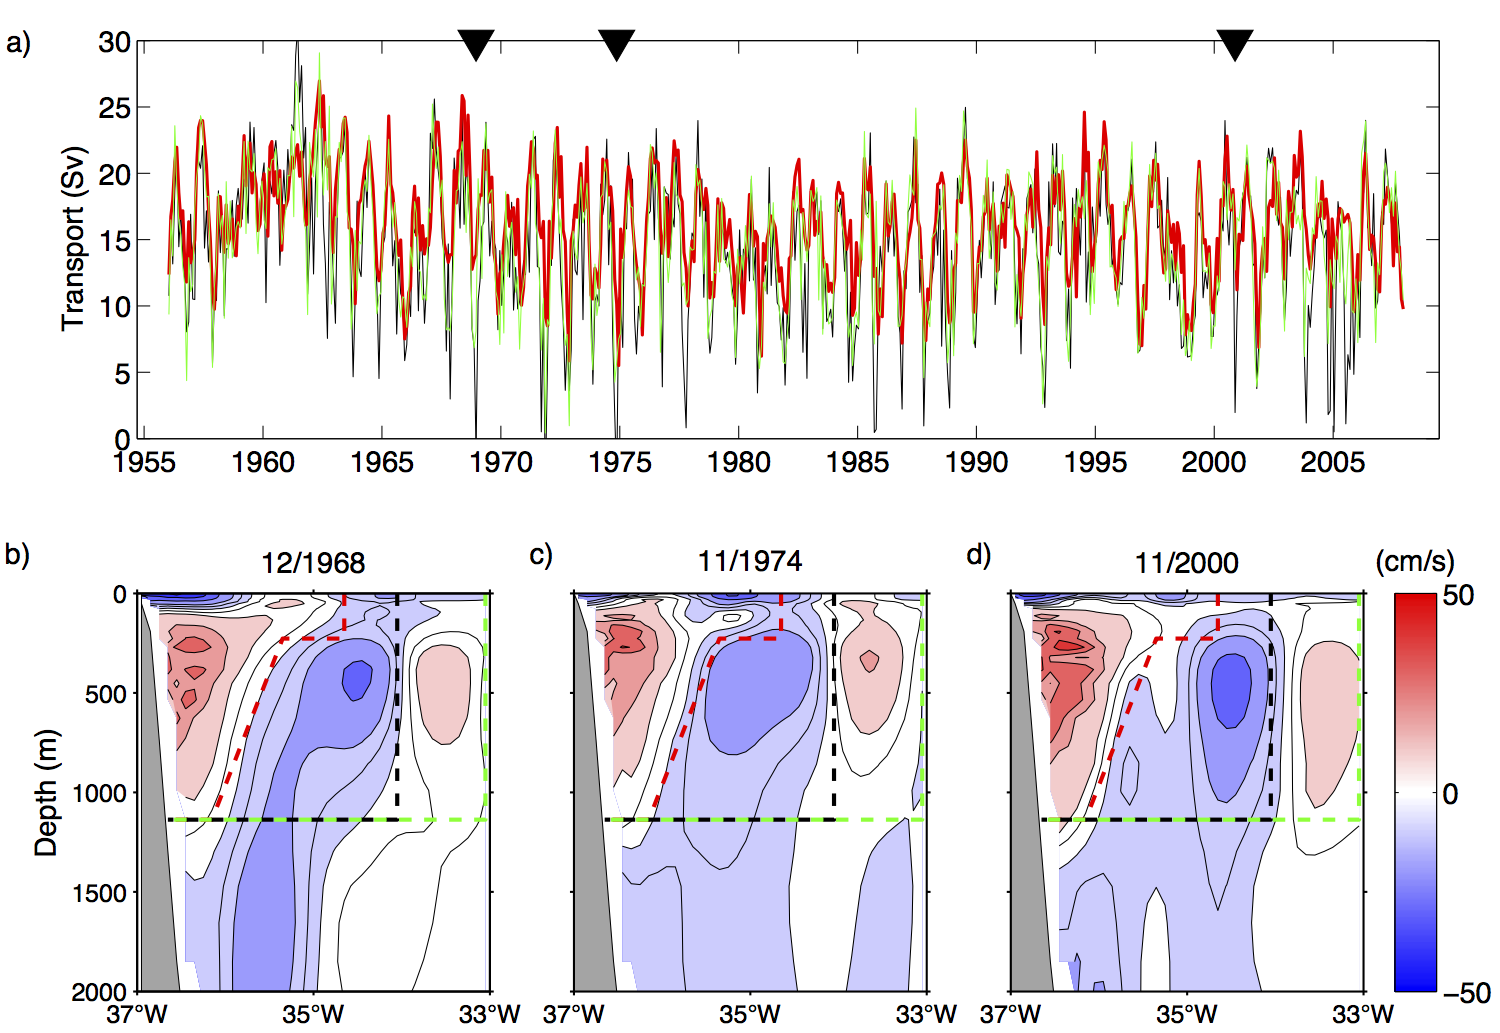 a)
Transport (Sv)
30
25
20
15
10
5
0
1955 1960 1965 1970 1975 1980 1985 1990 1995 2000 2005
b) 12/1968 c) 11/1974 d) 11/2000 (cm/s)
Depth (m)
0
500
1000
1500
2000
37°W 35°W 33°W 37°W 35°W 33°W 37°W 35°W 33°W
50
0
−50